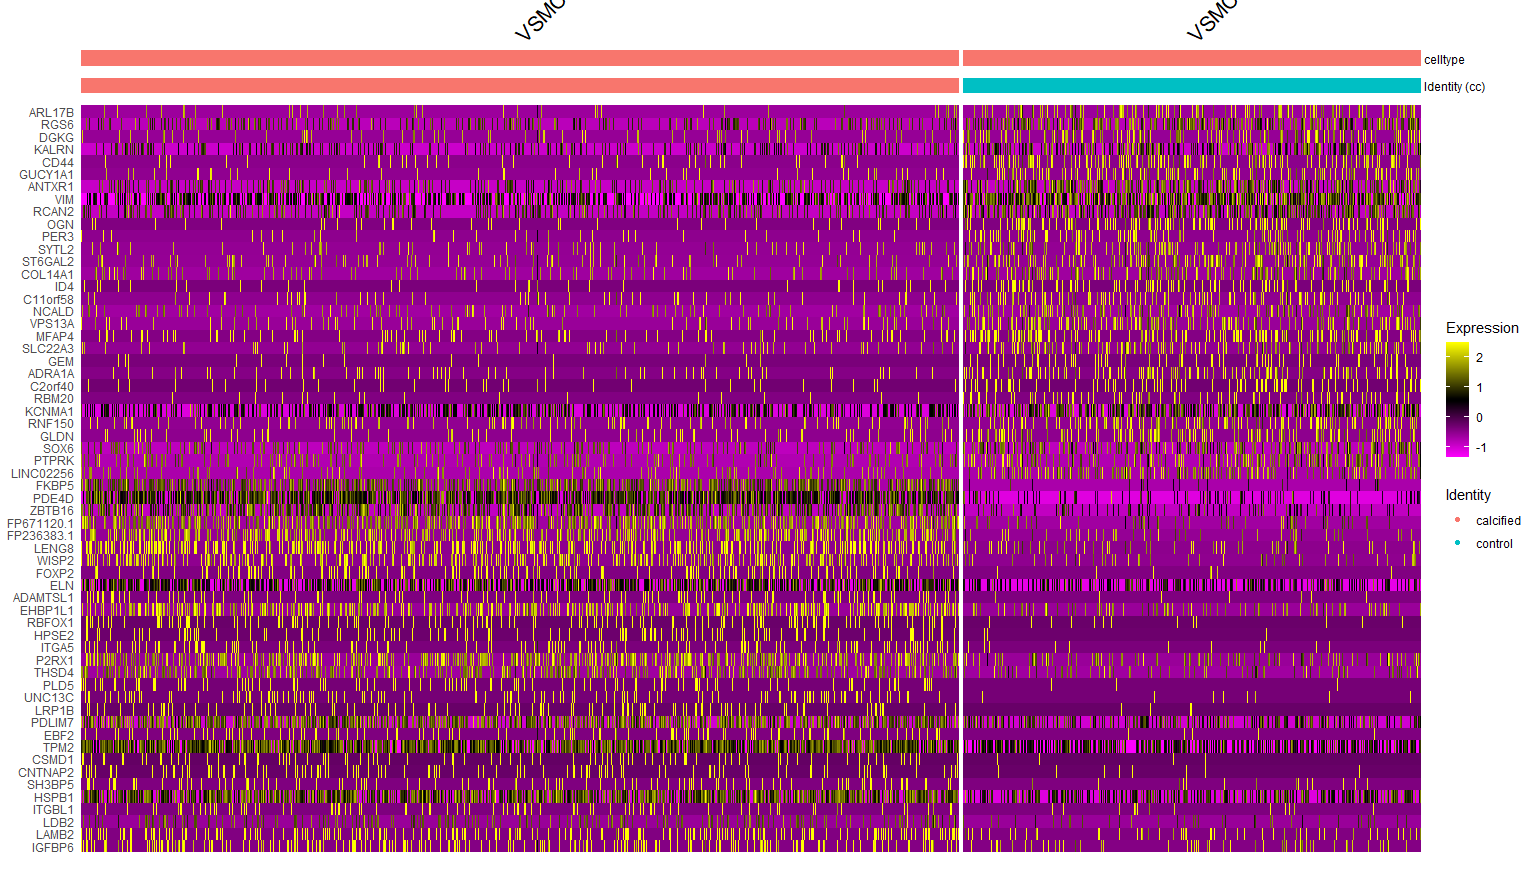 VSMC
VSMC
celltype
Identity (cc)
ARL17B
RGS6
DGKG
KALRN
CD44
GUCY1A1
ANTXR1
VIM
RCAN2
OGN
PER3
SYTL2
ST6GAL2
COL14A1
ID4
C11orf58
NCALD
VPS13A
MFAP4
SLC22A3
GEM
ADRA1A
C2orf40
RBM20
KCNMA1
RNF150
GLDN
SOX6
PTPRK
LINC02256
FKBP5
PDE4D
ZBTB16
FP671120.1
FP236383.1
LENG8
WISP2
FOXP2
ELN
ADAMTSL1
EHBP1L1
RBFOX1
HPSE2
ITGA5
P2RX1
THSD4
PLD5
UNC13C
LRP1B
PDLIM7
EBF2
TPM2
CSMD1
CNTNAP2
SH3BP5
HSPB1
ITGBL1
LDB2
LAMB2
IGFBP6
Expression
2
1
0
-1
Identity
calcified
control